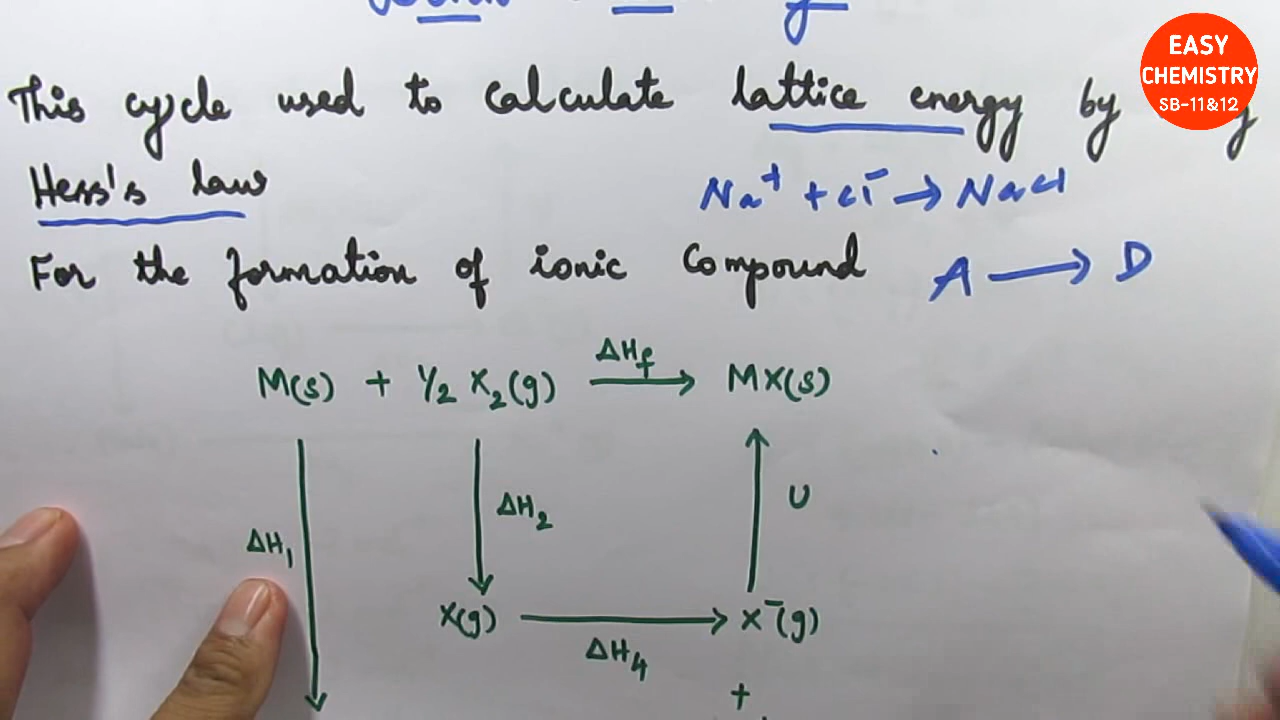 EASY
CHEMISTRY
SB-11&12
This cycle used to calculate lattice energy by
Hess's law
Na⁺ + Cl⁻ → NaCl
For the formation of ionic compound
A → D
M(s) + 1/2 X₂(g) ΔHf → MX(s)
ΔH₁
ΔH₂
U
X(g) → X⁻(g)
ΔH₄
+